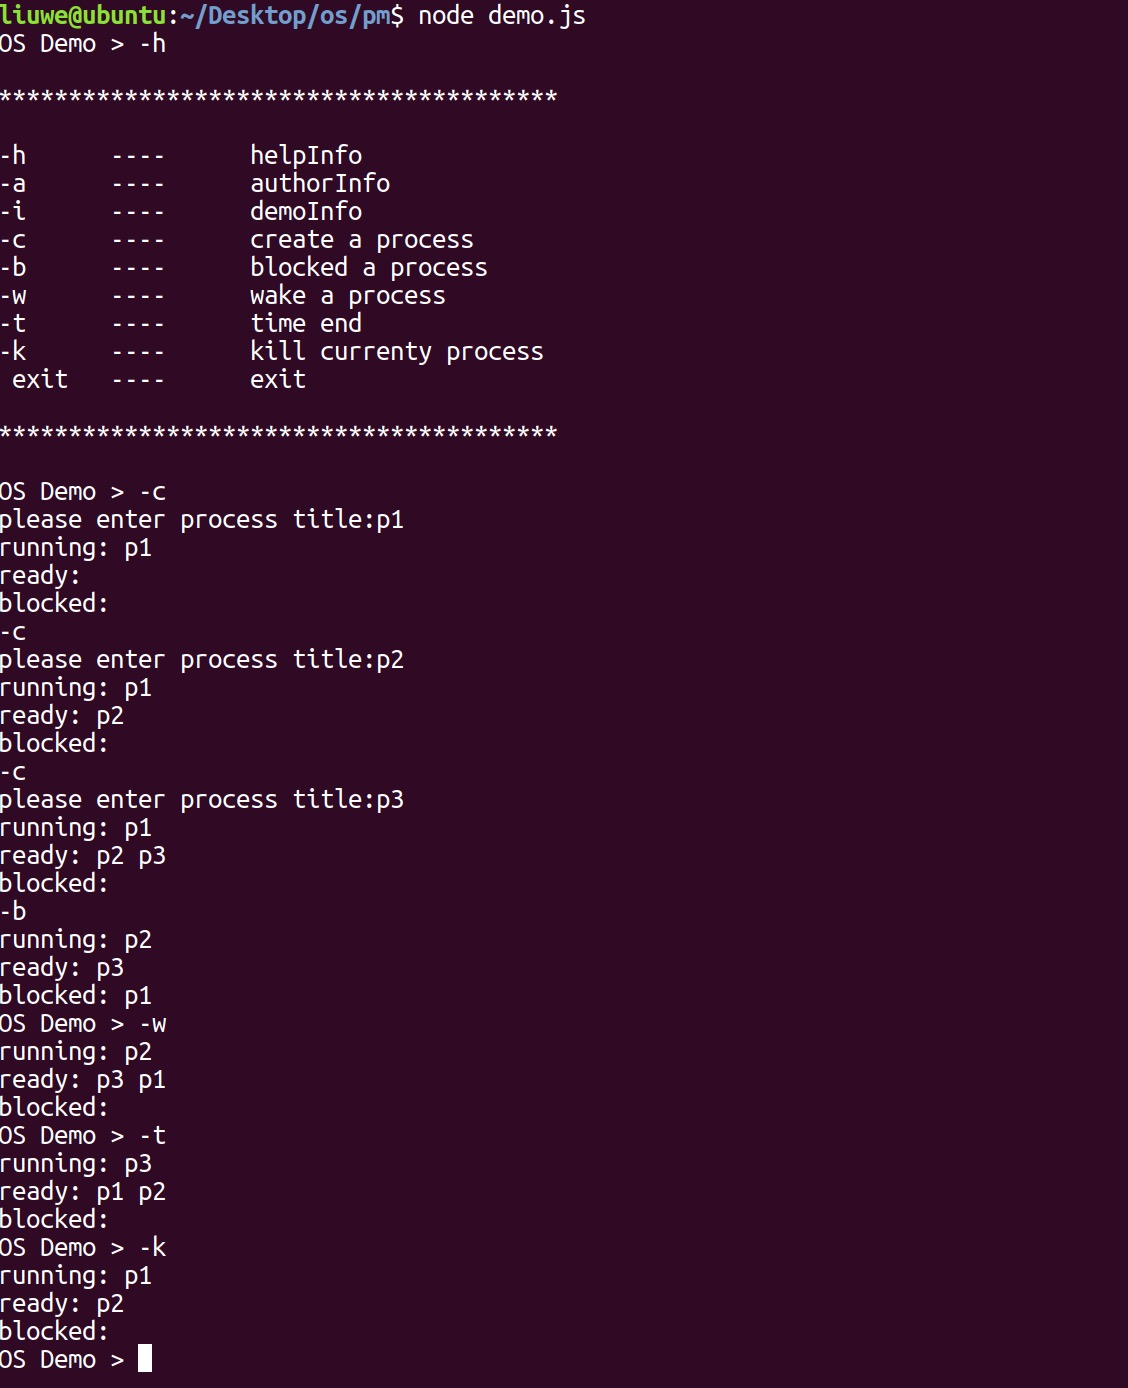 liuwe@ubuntu:~/Desktop/os/pm$ node demo.js
OS Demo > -h
****************************************
-h      ----      helpInfo
-a      ----      authorInfo
-i      ----      demoInfo
-c      ----      create a process
-b      ----      blocked a process
-w      ----      wake a process
-t      ----      time end
-k      ----      kill currenty process
 exit   ----      exit
****************************************
OS Demo > -c
please enter process title:p1
running: p1
ready:
blocked:
-c
please enter process title:p2
running: p1
ready: p2
blocked:
-c
please enter process title:p3
running: p1
ready: p2 p3
blocked:
-b
running: p2
ready: p3
blocked: p1
OS Demo > -w
running: p2
ready: p3 p1
blocked:
OS Demo > -t
running: p3
ready: p1 p2
blocked:
OS Demo > -k
running: p1
ready: p2
blocked:
OS Demo >